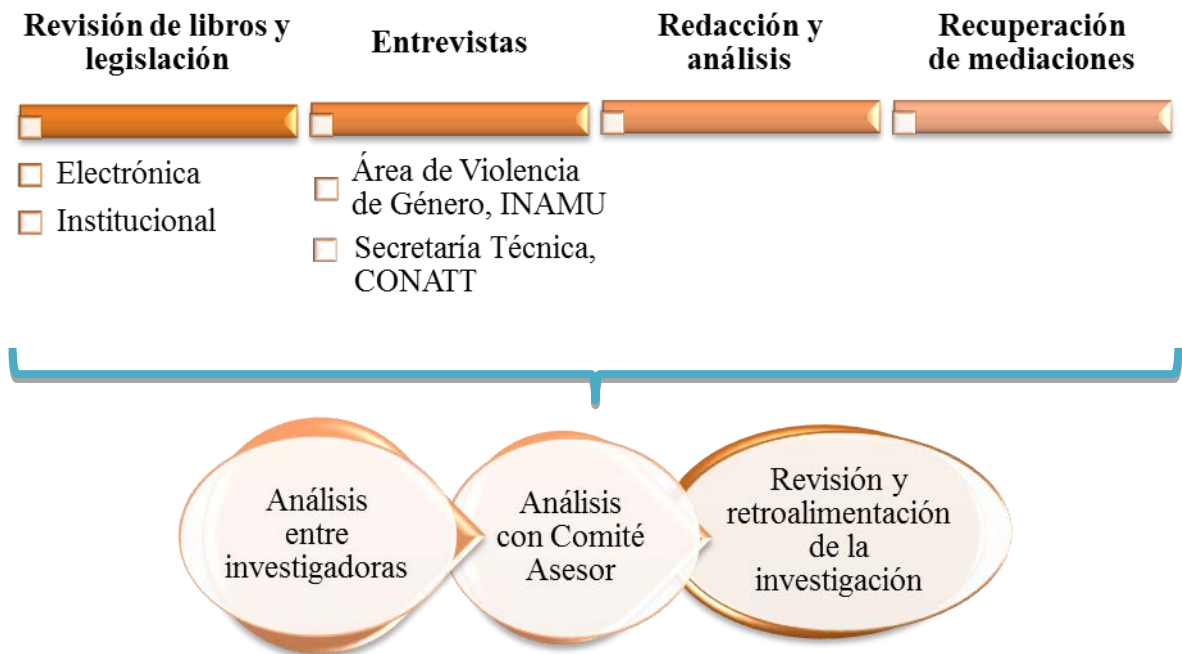 Revisión de libros y
legislación
Electrónica
Institucional
Entrevistas
Área de Violencia
de Género, INAMU
Secretaría Técnica,
CONATT
Redacción y
análisis
Recuperación
de mediaciones
Análisis
entre
investigadoras
Análisis
con Comité
Asesor
Revisión y
retroalimentación
de la
investigación